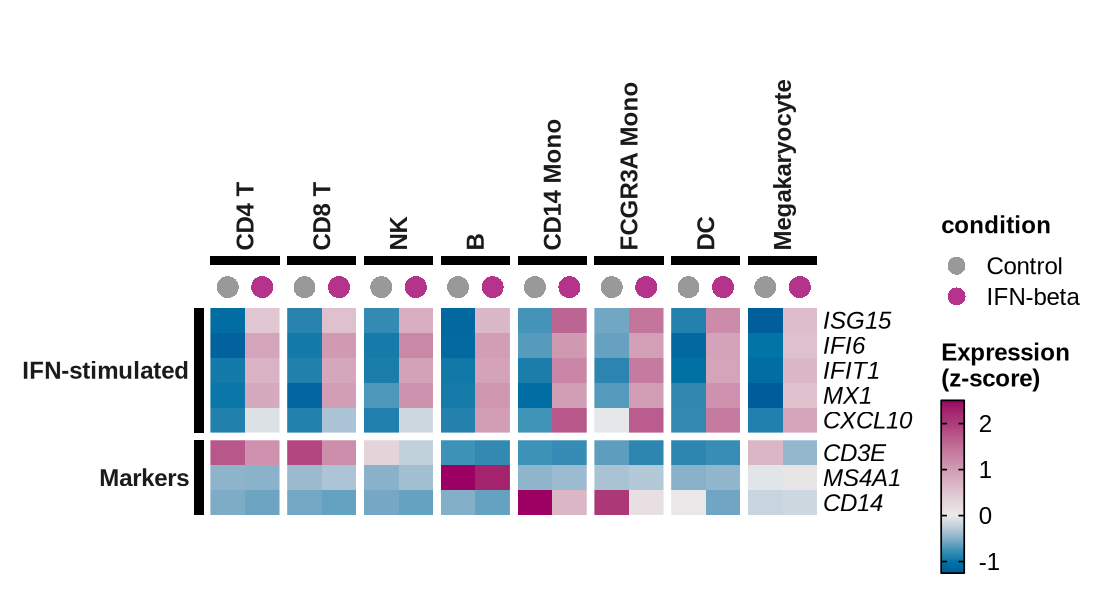 CD4 T
CD8 T
NK
B
CD14 Mono
FCGR3A Mono
DC
Megakaryocyte
IFN-stimulated
Markers
ISG15
IFI6
IFIT1
MX1
CXCL10
CD3E
MS4A1
CD14
condition
Control
IFN-beta
Expression
(z-score)
2
1
0
-1